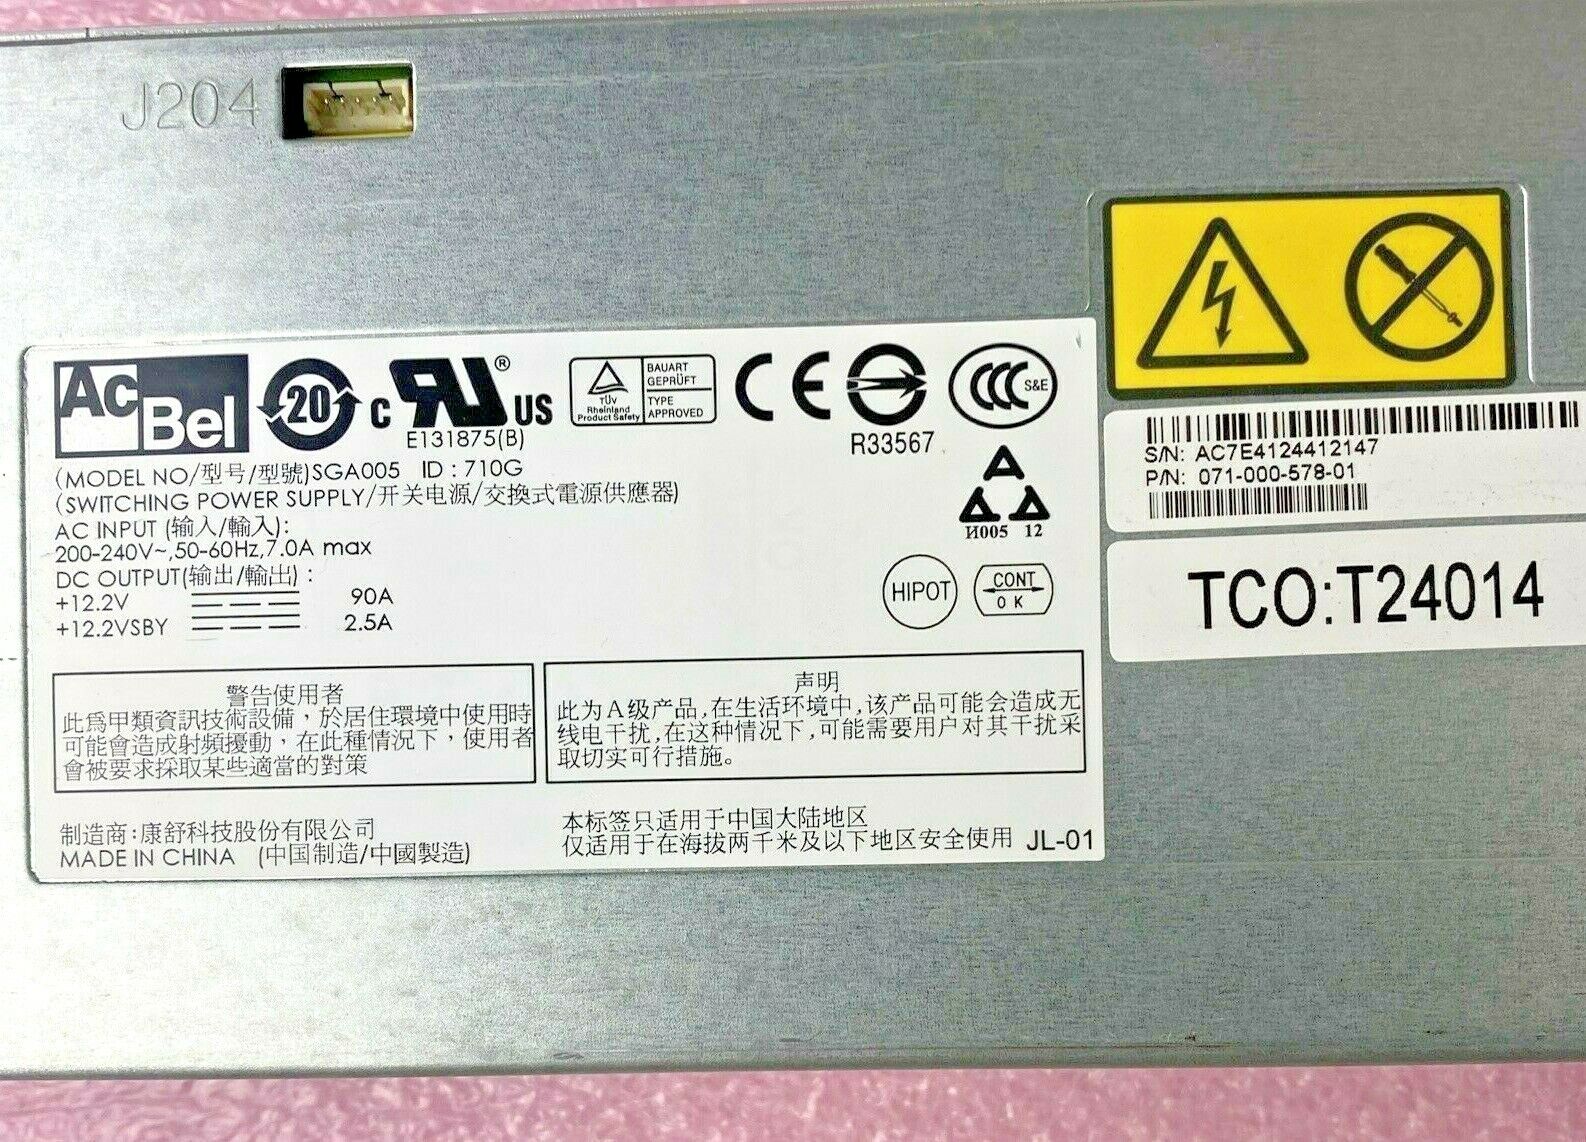 J204
AcBel
20
c RU ® US
E131875(B)
TÜV
Rheinland
Product Safety
BAUART
GEPRÜFT
TYPE
APPROVED
CE
R33567
CCC S&E
И005 12
(MODEL NO/型号/型號)SGA005 ID : 710G
(SWITCHING POWER SUPPLY/开关电源/交換式電源供應器)
AC INPUT (输入/輸入):
200-240V~,50-60Hz,7.0A max
DC OUTPUT(输出/輸出) :
+12.2V 90A
+12.2VSBY 2.5A
HIPOT
CONT
OK
警告使用者
此爲甲類資訊技術設備，於居住環境中使用時
可能會造成射頻擾動，在此種情況下，使用者
會被要求採取某些適當的對策
声明
此为A级产品,在生活环境中,该产品可能会造成无
线电干扰,在这种情况下,可能需要用户对其干扰采
取切实可行措施。
制造商:康舒科技股份有限公司
MADE IN CHINA (中国制造/中國製造)
本标签只适用于中国大陆地区
仅适用于在海拔两千米及以下地区安全使用 JL-01
S/N: AC7E4124412147
P/N: 071-000-578-01
TCO:T24014